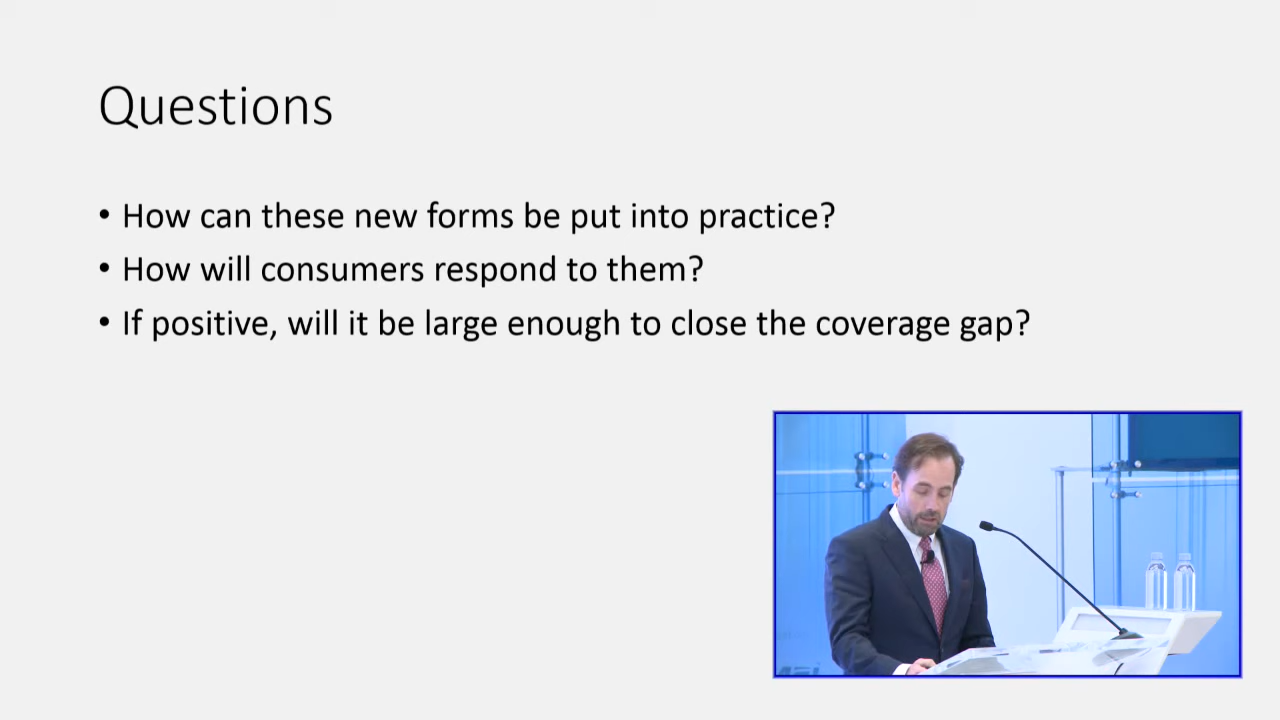 Questions
• How can these new forms be put into practice?
• How will consumers respond to them?
• If positive, will it be large enough to close the coverage gap?